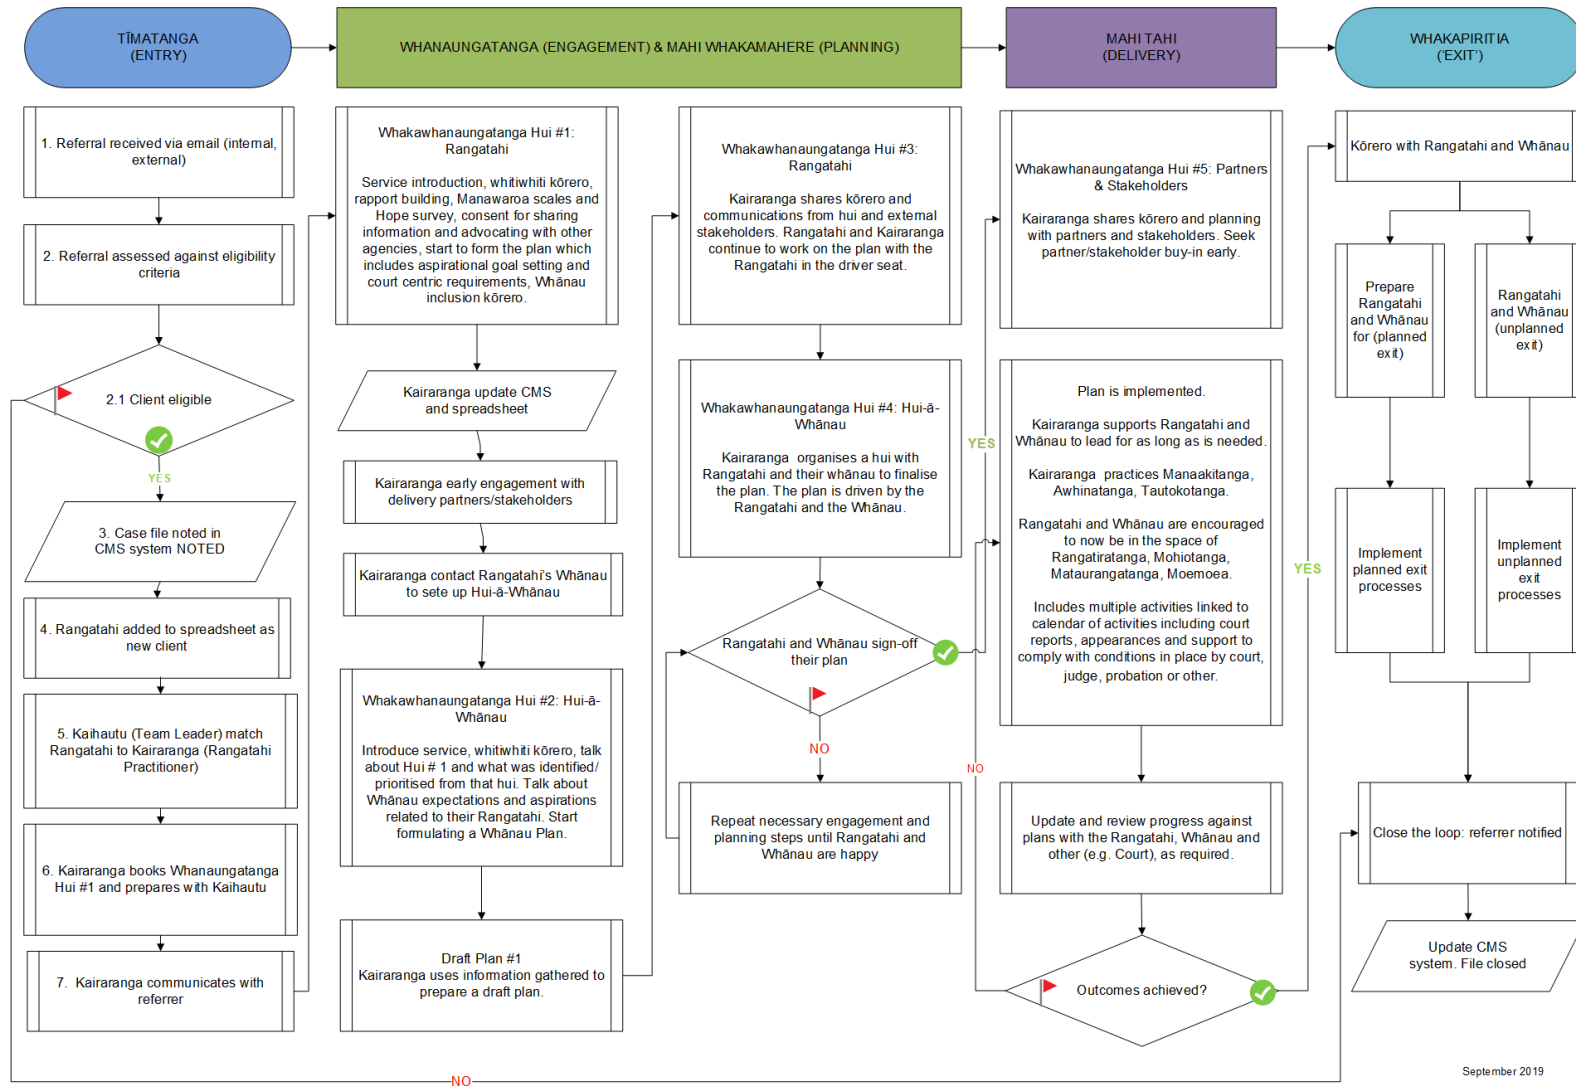 TĪMATANGA
(ENTRY)
WHANAUNGATANGA (ENGAGEMENT) & MAHI WHAKAMAHERE (PLANNING)
MAHI TAHI
(DELIVERY)
WHAKAPIRITIA
('EXIT')
1. Referral received via email (internal,
external)
2. Referral assessed against eligibility
criteria
2.1 Client eligible
YES
3. Case file noted in
CMS system NOTED
4. Rangatahi added to spreadsheet as
new client
5. Kaihautu (Team Leader) match
Rangatahi to Kairaranga (Rangatahi
Practitioner)
6. Kairaranga books Whanaungatanga
Hui #1 and prepares with Kaihautu
7. Kairaranga communicates with
referrer
NO
Whakawhanaungatanga Hui #1:
Rangatahi
Service introduction, whitiwhiti kōrero,
rapport building, Manawaroa scales and
Hope survey, consent for sharing
information and advocating with other
agencies, start to form the plan which
includes aspirational goal setting and
court centric requirements, Whānau
inclusion kōrero.
Kairaranga update CMS
and spreadsheet
Kairaranga early engagement with
delivery partners/stakeholders
Kairaranga contact Rangatahi's Whānau
to sete up Hui-ā-Whānau
Whakawhanaungatanga Hui #2: Hui-ā-
Whānau
Introduce service, whitiwhiti kōrero, talk
about Hui # 1 and what was identified/
prioritised from that hui. Talk about
Whānau expectations and aspirations
related to their Rangatahi. Start
formulating a Whānau Plan.
Draft Plan #1
Kairaranga uses information gathered to
prepare a draft plan.
Whakawhanaungatanga Hui #3:
Rangatahi
Kairaranga shares kōrero and
communications from hui and external
stakeholders. Rangatahi and Kairaranga
continue to work on the plan with the
Rangatahi in the driver seat.
Whakawhanaungatanga Hui #4: Hui-ā-
Whānau
Kairaranga organises a hui with
Rangatahi and their whānau to finalise
the plan. The plan is driven by the
Rangatahi and the Whānau.
Rangatahi and Whānau sign-off
their plan
YES
NO
Repeat necessary engagement and
planning steps until Rangatahi and
Whānau are happy
Whakawhanaungatanga Hui #5: Partners
& Stakeholders
Kairaranga shares kōrero and planning
with partners and stakeholders. Seek
partner/stakeholder buy-in early.
Plan is implemented.
Kairaranga supports Rangatahi and
Whānau to lead for as long as is needed.
Kairaranga practices Manaakitanga,
Awhinatanga, Tautokotanga.
Rangatahi and Whānau are encouraged
to now be in the space of
Rangatiratanga, Mohiotanga,
Mataurangatanga, Moemoea.
Includes multiple activities linked to
calendar of activities including court
reports, appearances and support to
comply with conditions in place by court,
judge, probation or other.
Update and review progress against
plans with the Rangatahi, Whānau and
other (e.g. Court), as required.
Outcomes achieved?
NO
YES
Kōrero with Rangatahi and Whānau
Prepare
Rangatahi
and Whānau
for (planned
exit)
Rangatahi
and Whānau
(unplanned
exit)
Implement
planned exit
processes
Implement
unplanned
exit
processes
Close the loop: referrer notified
Update CMS
system. File closed
September 2019